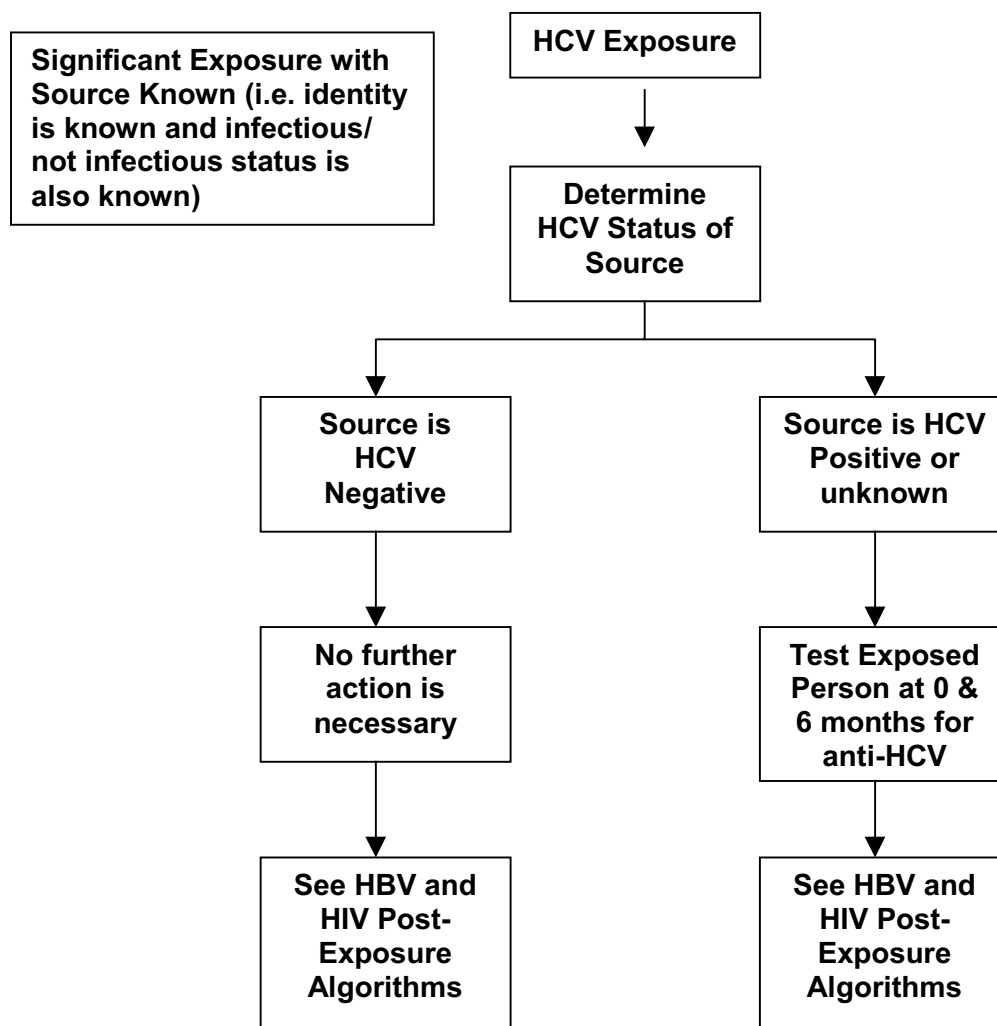 Significant Exposure with
Source Known (i.e. identity
is known and infectious/
not infectious status is
also known)
HCV Exposure
Determine
HCV Status of
Source
Source is
HCV
Negative
Source is HCV
Positive or
unknown
No further
action is
necessary
Test Exposed
Person at 0 &
6 months for
anti-HCV
See HBV and
HIV Post-
Exposure
Algorithms
See HBV and
HIV Post-
Exposure
Algorithms